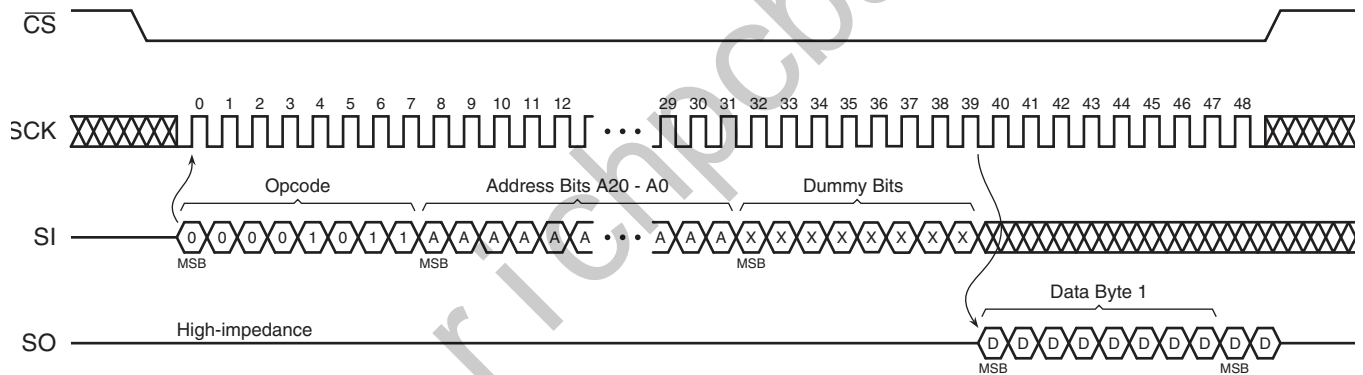 CS
0 1 2 3 4 5 6 7 8 9 10 11 12 29 30 31 32 33 34 35 36 37 38 39 40 41 42 43 44 45 46 47 48
SCK
Opcode Address Bits A20 - A0 Dummy Bits
SI 0 0 0 0 1 0 1 1 A A A A A A A A A X X X X X X X X
MSB MSB MSB
Data Byte 1
High-impedance
SO D D D D D D D D D D
MSB MSB
richpcb